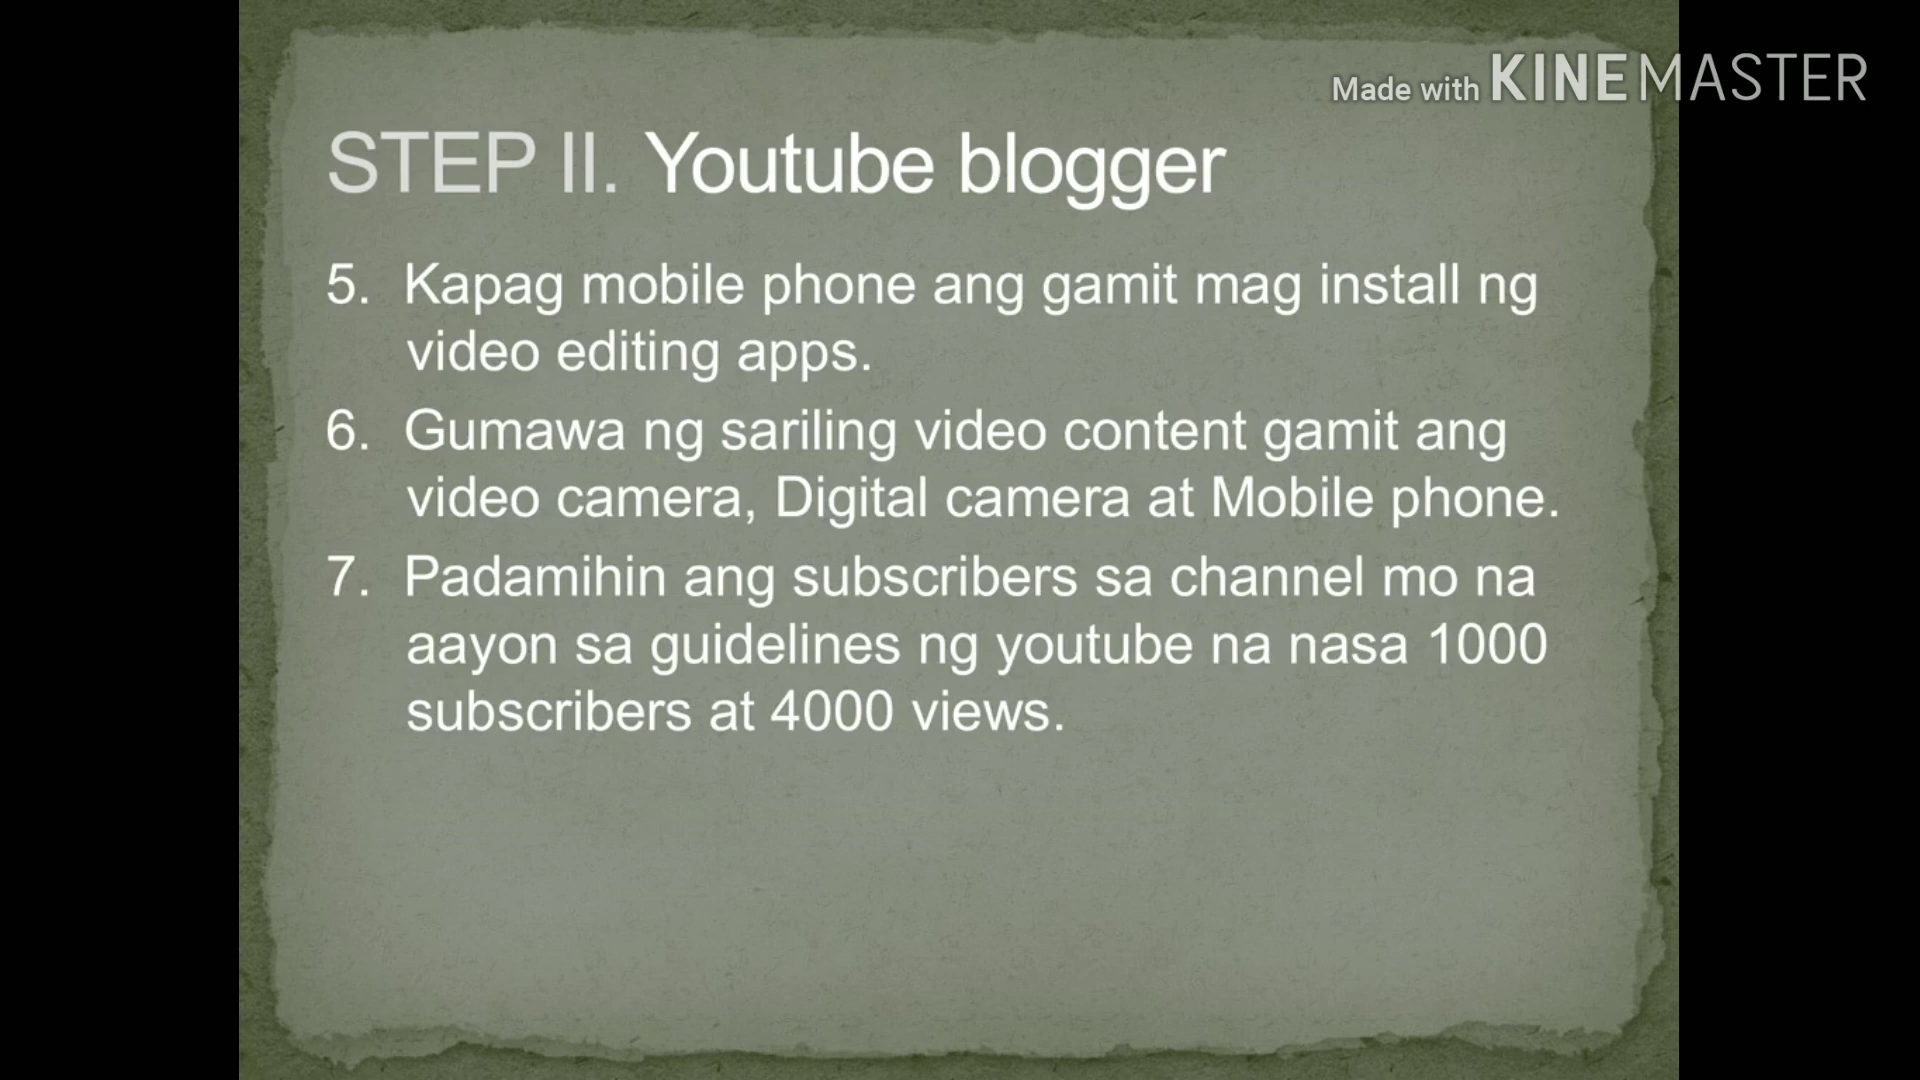 Made with KINEMASTER
STEP II. Youtube blogger
5. Kapag mobile phone ang gamit mag install ng
video editing apps.
6. Gumawa ng sariling video content gamit ang
video camera, Digital camera at Mobile phone.
7. Padamihin ang subscribers sa channel mo na
aayon sa guidelines ng youtube na nasa 1000
subscribers at 4000 views.